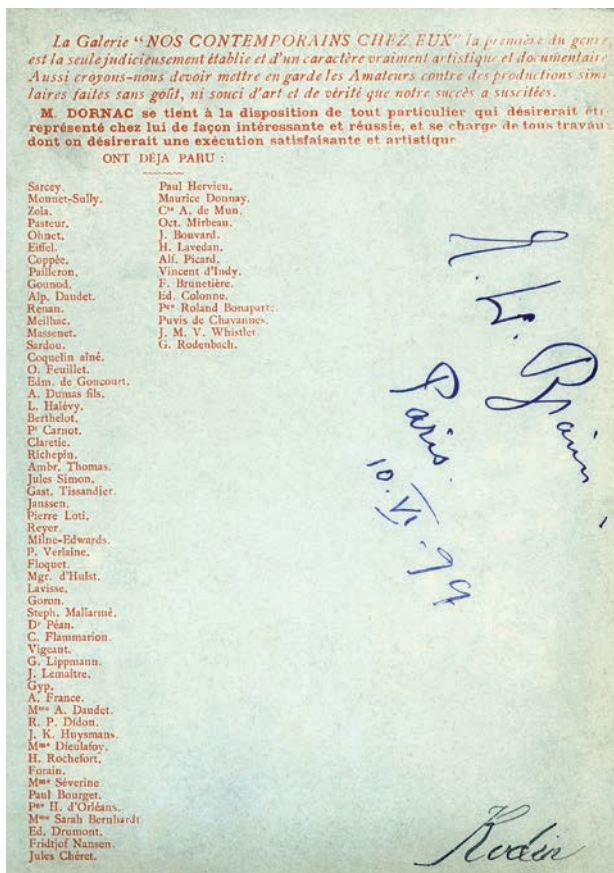 La Galerie "NOS CONTEMPORAINS CHEZ EUX" la première du genre
est la seule judicieusement établie et d'un caractère vraiment artistique et documentaire
Aussi croyons-nous devoir mettre en garde les Amateurs contre des productions simi
laires faites sans goût, ni souci d'art et de vérité que notre succès a suscitées.
M. DORNAC se tient à la disposition de tout particulier qui désirerait être
représenté chez lui de façon intéressante et réussie, et se charge de tous travaux
dont on désirerait une exécution satisfaisante et artistique
ONT DÉJA PARU :
Sarcey.
Mounet-Sully.
Zola.
Pasteur.
Ohnet.
Eiffel.
Coppée.
Pailleron.
Gounod.
Alp. Daudet.
Renan.
Meilhac.
Massenet.
Sardou.
Coquelin aîné.
O. Feuillet.
Edm. de Goncourt.
A. Dumas fils.
L. Halévy.
Berthelot.
Pt Carnot.
Claretie.
Richepin.
Ambr. Thomas.
Jules Simon.
Gast. Tissandier.
Janssen.
Pierre Loti.
Reyer.
Milne-Edwards.
P. Verlaine.
Floquet.
Mgr. d'Hulst.
Lavisse.
Goron.
Steph. Mallarmé.
Dr Péan.
C. Flammarion.
Vigeant.
G. Lippmann.
J. Lemaître.
Gyp.
A. France.
Mme A. Daudet.
R. P. Didon.
J. K. Huysmans.
Mme Dieulafoy.
H. Rochefort.
Forain.
Mme Séverine
Paul Bourget.
Pce H. d'Orléans.
Mme Sarah Bernhardt
Ed. Drumont.
Fridtjof Nansen.
Jules Chéret.
Paul Hervieu.
Maurice Donnay.
Cte A. de Mun.
Oct. Mirbeau.
J. Bouvard.
H. Lavedan.
Alf. Picard.
Vincent d'Indy.
F. Brunetière.
Ed. Colonne.
Pce Roland Bonaparte.
Puvis de Chavannes.
J. M. V. Whistler.
G. Rodenbach.
Paris.
10.VI.99
Rodin